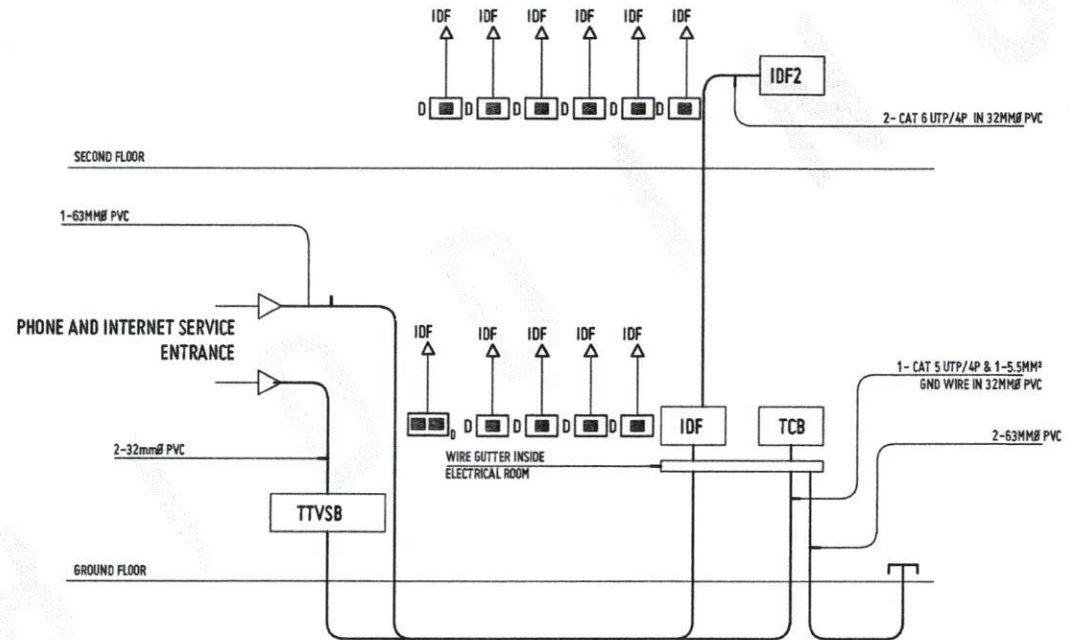 IDF IDF IDF IDF IDF IDF
IDF2
D D D D D D
2- CAT 6 UTP/4P IN 32MMØ PVC
SECOND FLOOR
1-63MMØ PVC
PHONE AND INTERNET SERVICE
ENTRANCE
IDF IDF IDF IDF IDF
1- CAT 5 UTP/4P & 1-5.5MM²
GND WIRE IN 32MMØ PVC
D D D D D
IDF
TCB
2-63MMØ PVC
2-32mmØ PVC
WIRE GUTTER INSIDE
ELECTRICAL ROOM
TTVSB
GROUND FLOOR